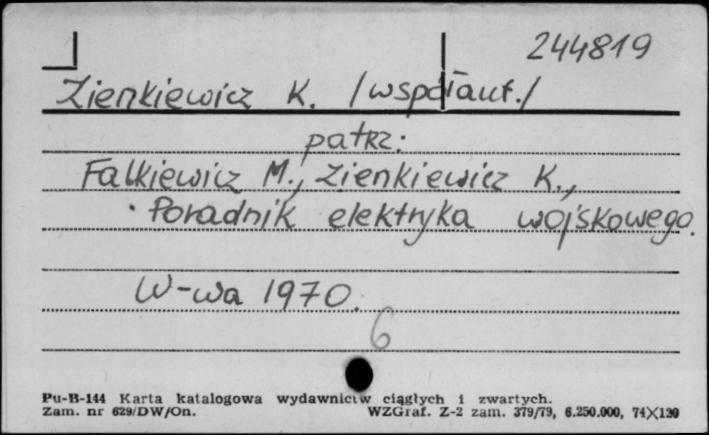 244819
Zienkiewicz K. /współaut./
patrz:
Falkiewicz M., Zienkiewicz K.,
Poradnik elektryka wojskowego.
W-wa 1970.
6
Pu-B-144 Karta katalogowa wydawnictw ciągłych i zwartych.
Zam. nr 629/DW/On. WZGraf. Z-2 zam. 379/79, 6.250.000, 74X120